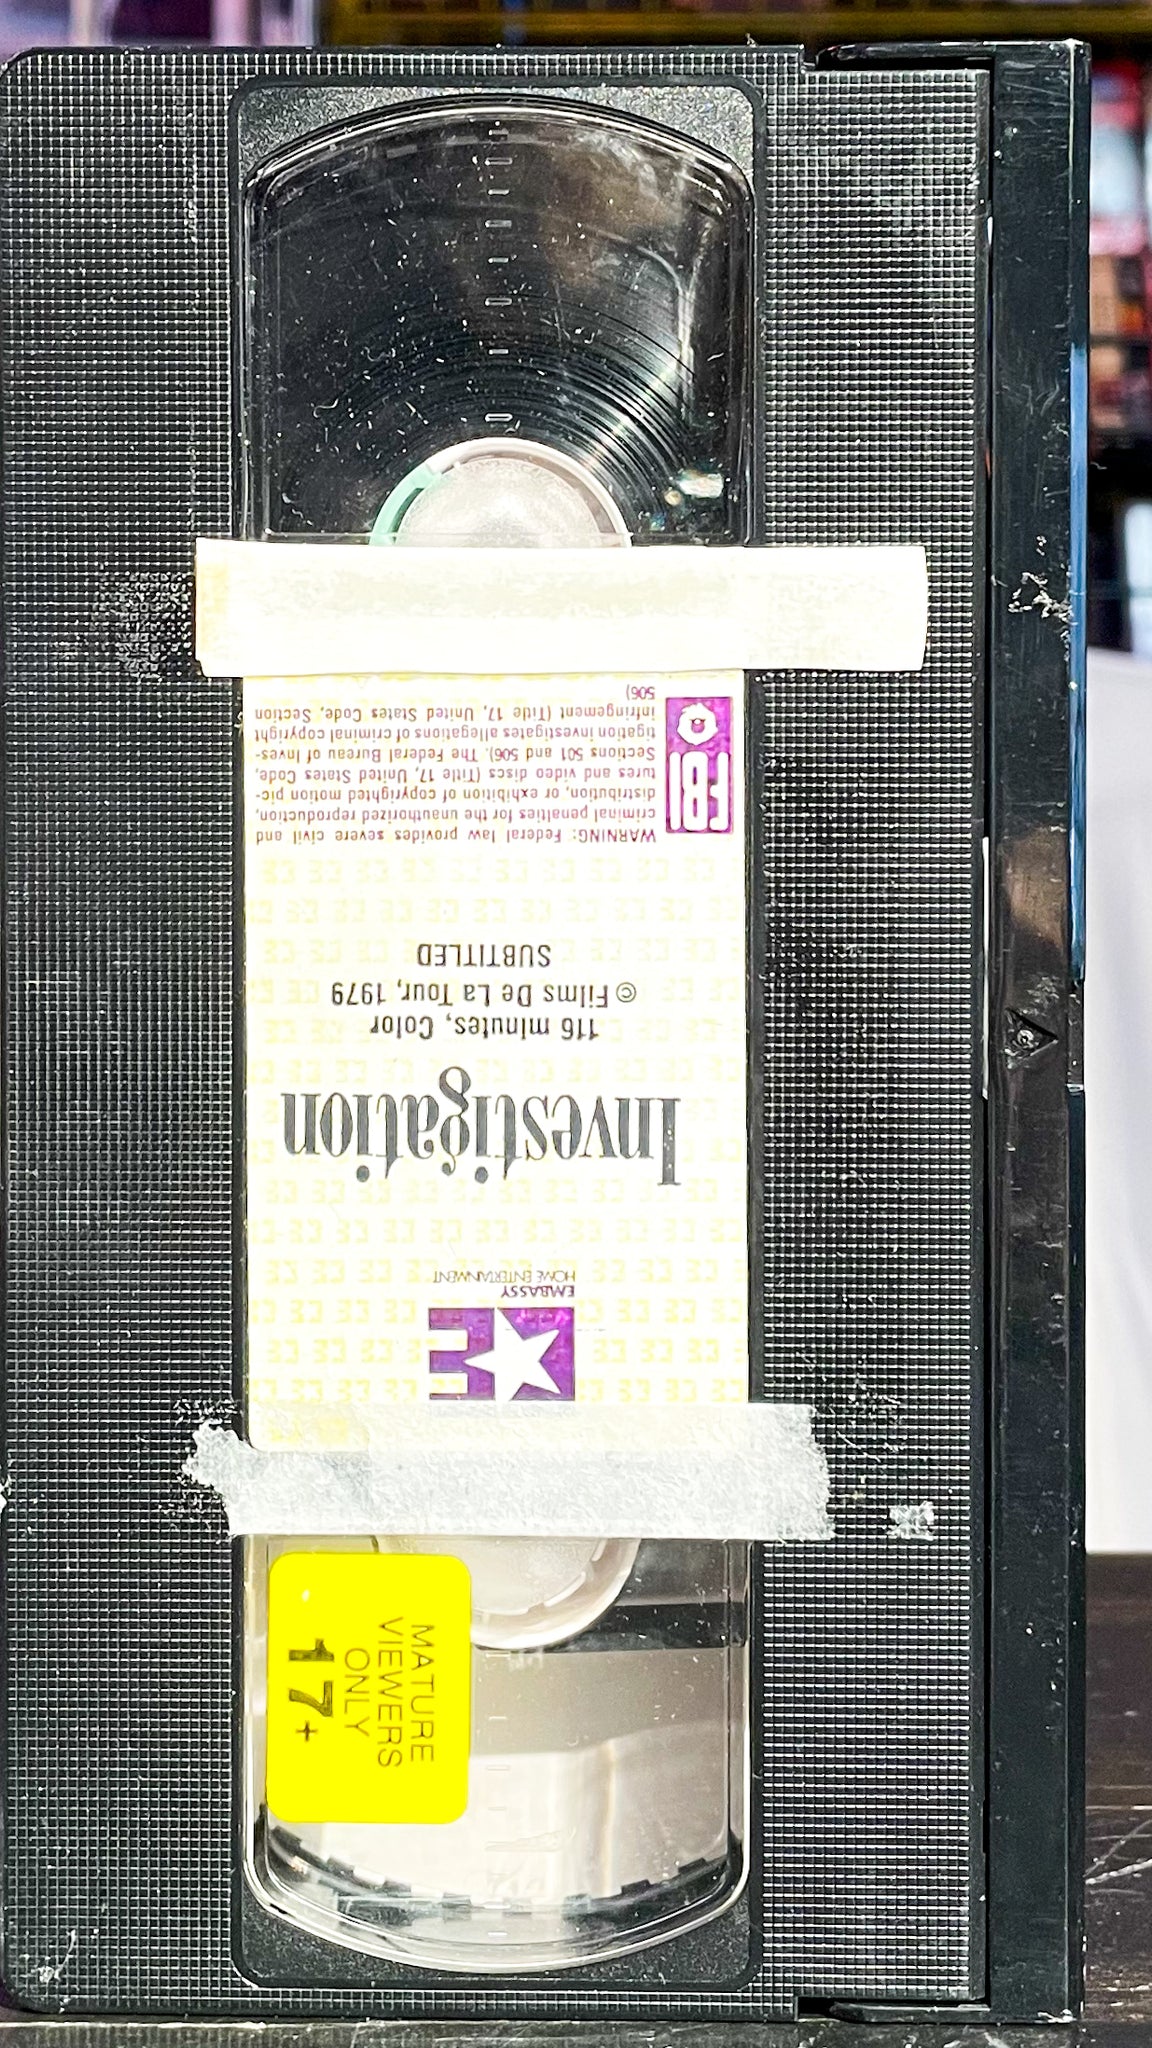 EMBASSY
HOME ENTERTAINMENT
Investigation
116 minutes, Color
© Films De La Tour, 1979
SUBTITLED
FBI
WARNING: Federal law provides severe civil and
criminal penalties for the unauthorized reproduction,
distribution, or exhibition of copyrighted motion pic-
tures and video discs (Title 17, United States Code,
Sections 501 and 506). The Federal Bureau of Inves-
tigation investigates allegations of criminal copyright
infringement (Title 17, United States Code, Section
506)
MATURE
VIEWERS
ONLY
17+